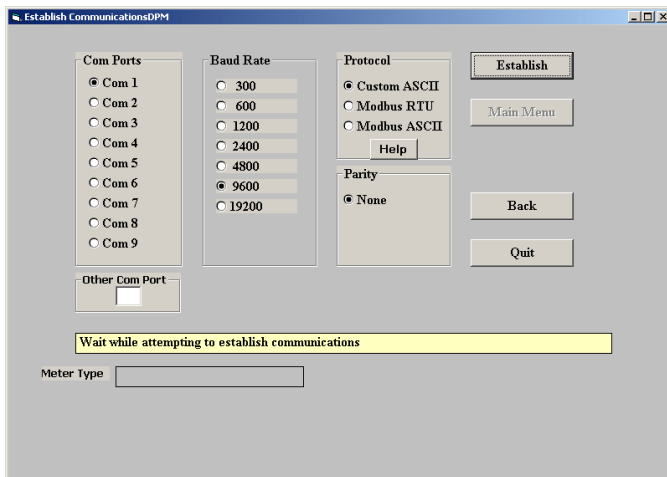 Establish CommunicationsDPM
Com Ports
Com 1
Com 2
Com 3
Com 4
Com 5
Com 6
Com 7
Com 8
Com 9
Other Com Port
Baud Rate
300
600
1200
2400
4800
9600
19200
Protocol
Custom ASCII
Modbus RTU
Modbus ASCII
Help
Parity
None
Establish
Main Menu
Back
Quit
Wait while attempting to establish communications
Meter Type